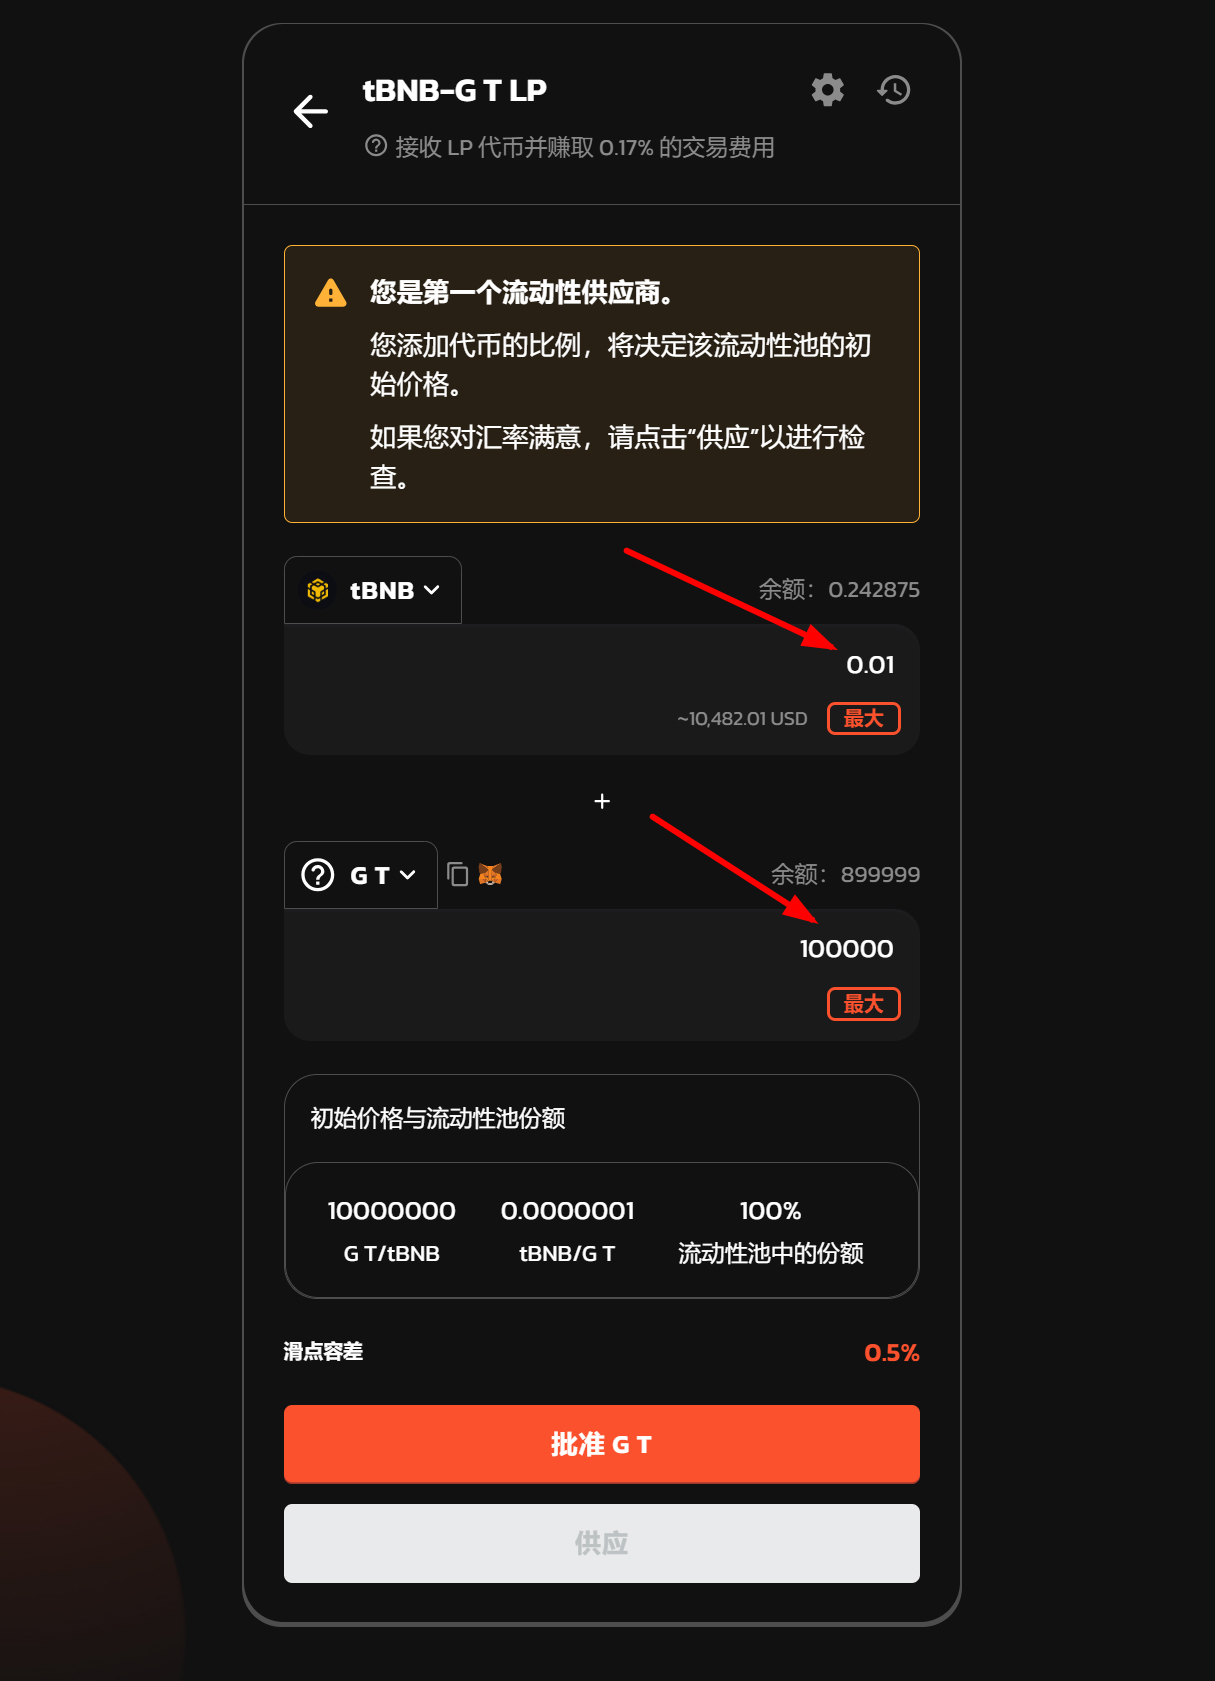 tBNB-G T LP
接收 LP 代币并赚取 0.17% 的交易费用
您是第一个流动性供应商。
您添加代币的比例，将决定该流动性池的初
始价格。
如果您对汇率满意，请点击“供应”以进行检
查。
tBNB
余额：0.242875
0.01
~10,482.01 USD
最大
+
G T
余额：899999
100000
最大
初始价格与流动性池份额
10000000 0.0000001 100%
G T/tBNB tBNB/G T 流动性池中的份额
滑点容差 0.5%
批准 G T
供应